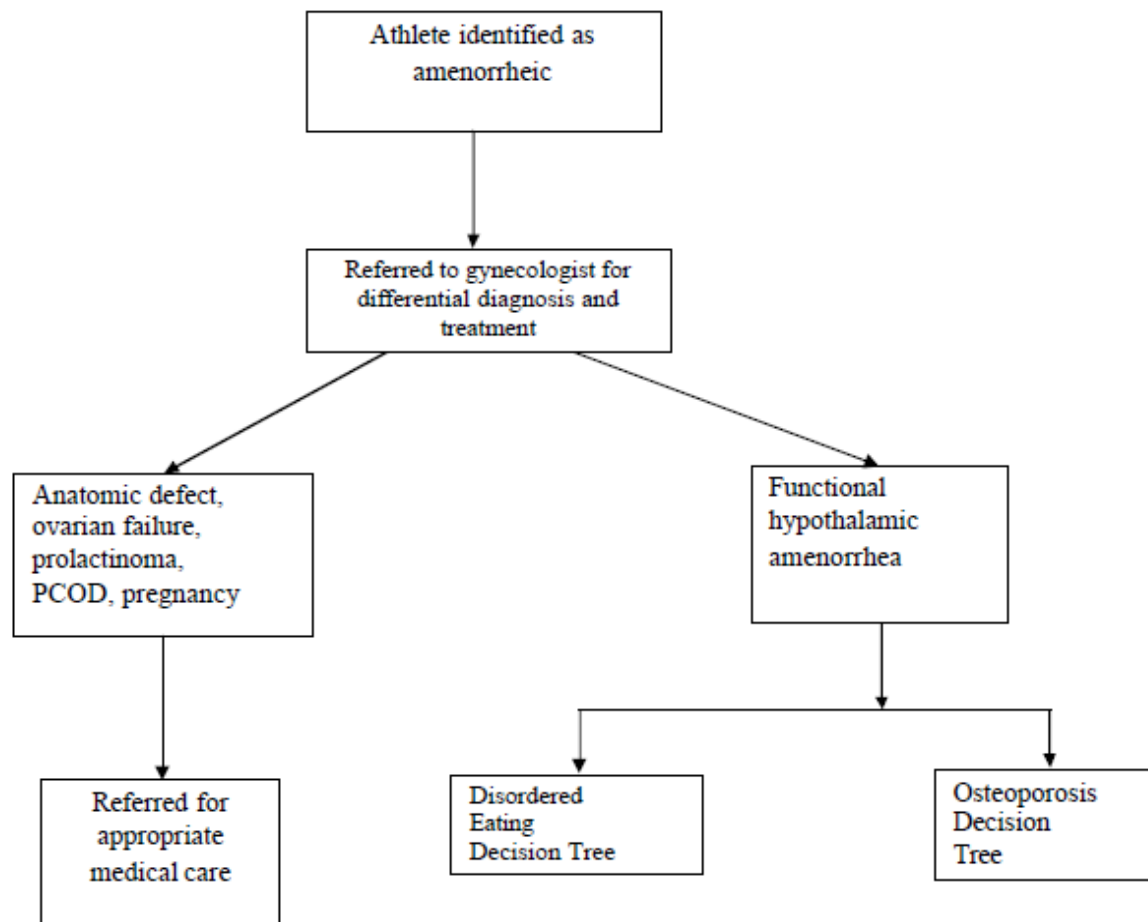 Athlete identified as
amenorrheic
Referred to gynecologist for
differential diagnosis and
treatment
Anatomic defect,
ovarian failure,
prolactinoma,
PCOD, pregnancy
Functional
hypothalamic
amenorrhea
Referred for
appropriate
medical care
Disordered
Eating
Decision Tree
Osteoporosis
Decision
Tree